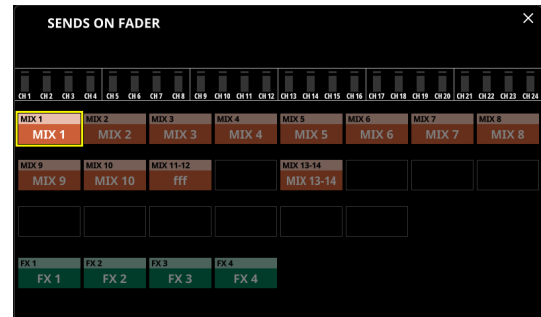 SENDS ON FADER
CH 1 CH 2 CH 3 CH 4 CH 5 CH 6 CH 7 CH 8 CH 9 CH 10 CH 11 CH 12 CH 13 CH 14 CH 15 CH 16 CH 17 CH 18 CH 19 CH 20 CH 21 CH 22 CH 23 CH 24
MIX 1 MIX 2 MIX 3 MIX 4 MIX 5 MIX 6 MIX 7 MIX 8
MIX 1 MIX 2 MIX 3 MIX 4 MIX 5 MIX 6 MIX 7 MIX 8
MIX 9 MIX 10 MIX 11-12 MIX 13-14
MIX 9 MIX 10 fff MIX 13-14
FX 1 FX 2 FX 3 FX 4
FX 1 FX 2 FX 3 FX 4